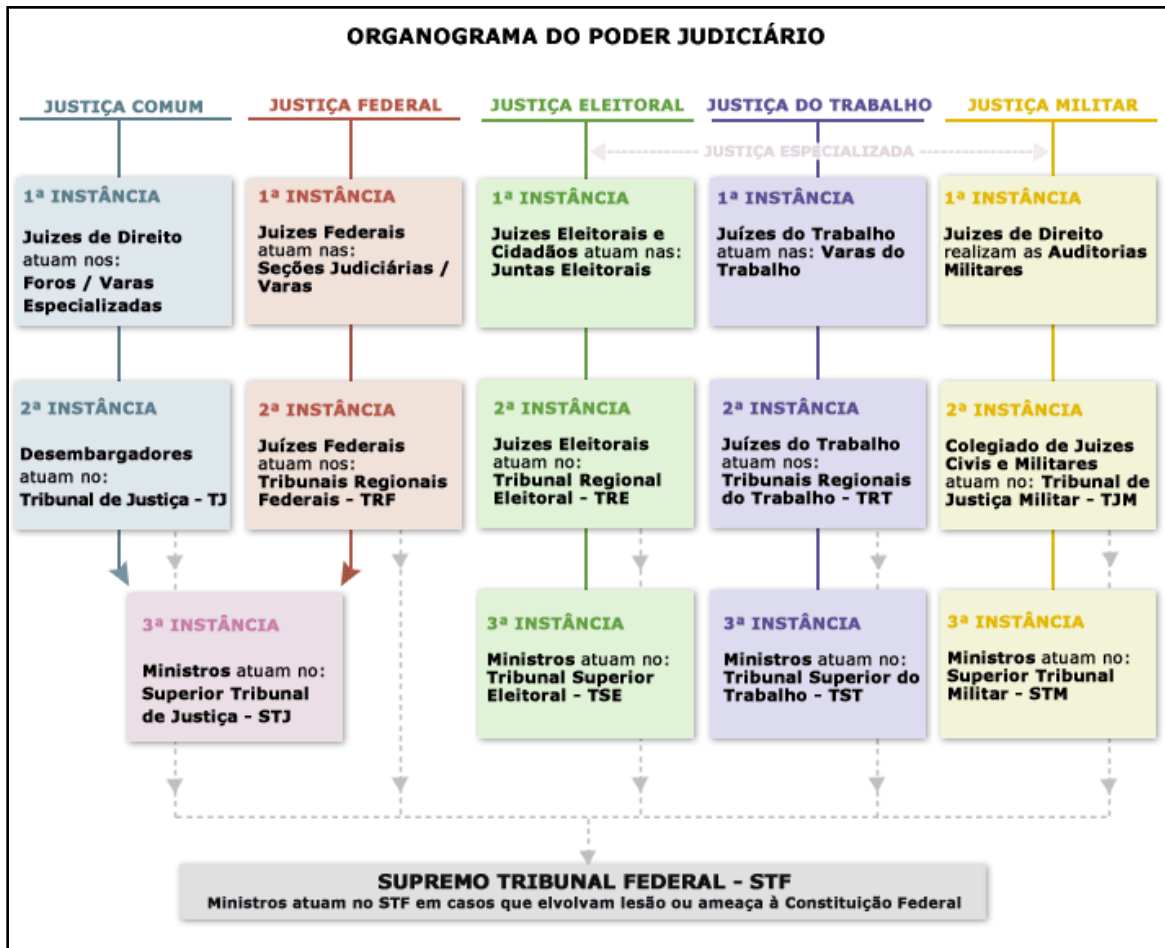 ORGANOGRAMA DO PODER JUDICIÁRIO
JUSTIÇA COMUM
JUSTIÇA FEDERAL
JUSTIÇA ELEITORAL
JUSTIÇA DO TRABALHO
JUSTIÇA MILITAR
JUSTIÇA ESPECIALIZADA
1ª INSTÂNCIA
Juizes de Direito
atuam nos:
Foros / Varas
Especializadas
1ª INSTÂNCIA
Juizes Federais
atuam nas:
Seções Judiciárias /
Varas
1ª INSTÂNCIA
Juizes Eleitorais e
Cidadãos atuam nas:
Juntas Eleitorais
1ª INSTÂNCIA
Juízes do Trabalho
atuam nas: Varas do
Trabalho
1ª INSTÂNCIA
Juizes de Direito
realizam as Auditorias
Militares
2ª INSTÂNCIA
Desembargadores
atuam no:
Tribunal de Justiça - TJ
2ª INSTÂNCIA
Juízes Federais
atuam nos:
Tribunais Regionais
Federais - TRF
2ª INSTÂNCIA
Juizes Eleitorais
atuam no:
Tribunal Regional
Eleitoral - TRE
2ª INSTÂNCIA
Juízes do Trabalho
atuam nos:
Tribunais Regionais
do Trabalho - TRT
2ª INSTÂNCIA
Colegiado de Juizes
Civis e Militares
atuam no: Tribunal de
Justiça Militar - TJM
3ª INSTÂNCIA
Ministros atuam no:
Superior Tribunal
de Justiça - STJ
3ª INSTÂNCIA
Ministros atuam no:
Tribunal Superior
Eleitoral - TSE
3ª INSTÂNCIA
Ministros atuam no:
Tribunal Superior do
Trabalho - TST
3ª INSTÂNCIA
Ministros atuam no:
Superior Tribunal
Militar - STM
SUPREMO TRIBUNAL FEDERAL - STF
Ministros atuam no STF em casos que elvolvam lesão ou ameaça à Constituição Federal